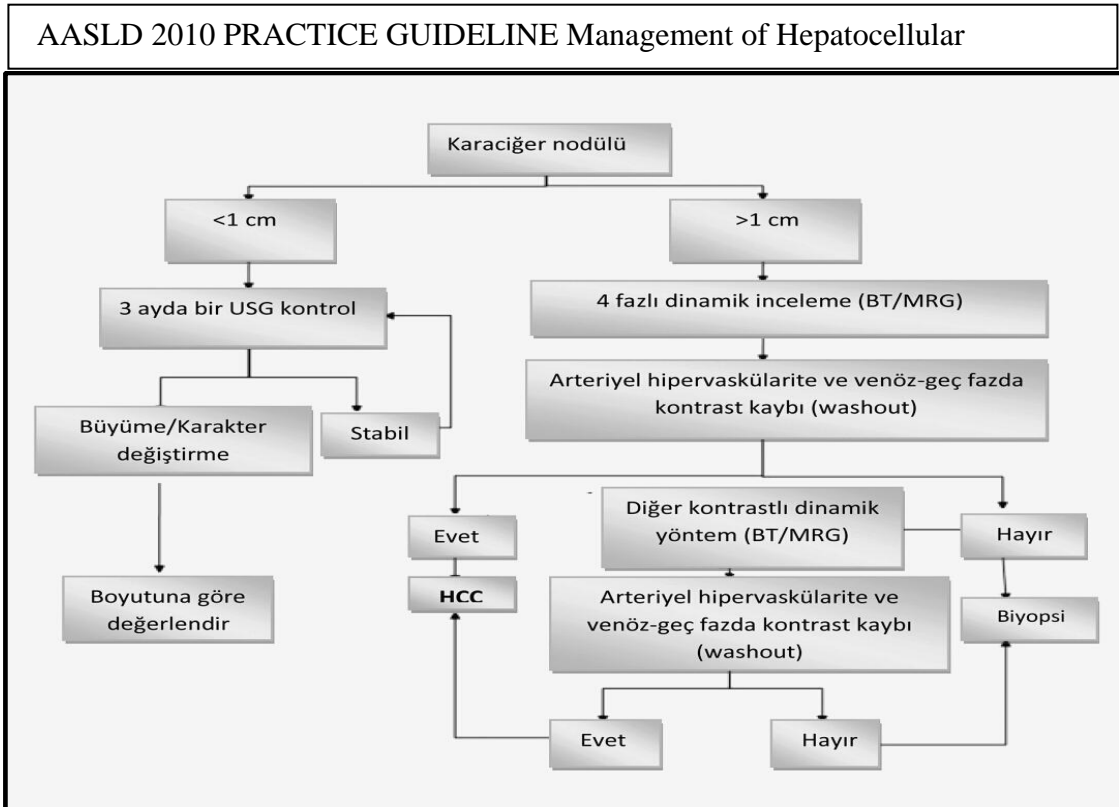 AASLD 2010 PRACTICE GUIDELINE Management of Hepatocellular
Karaciğer nodülü
<1 cm
>1 cm
3 ayda bir USG kontrol
4 fazlı dinamik inceleme (BT/MRG)
Arteriyel hipervaskülarite ve venöz-geç fazda
kontrast kaybı (washout)
Büyüme/Karakter
değiştirme
Stabil
Evet
Diğer kontrastlı dinamik
yöntem (BT/MRG)
Hayır
HCC
Boyutuna göre
değerlendir
Arteriyel hipervaskülarite ve
venöz-geç fazda kontrast kaybı
(washout)
Biyopsi
Evet
Hayır